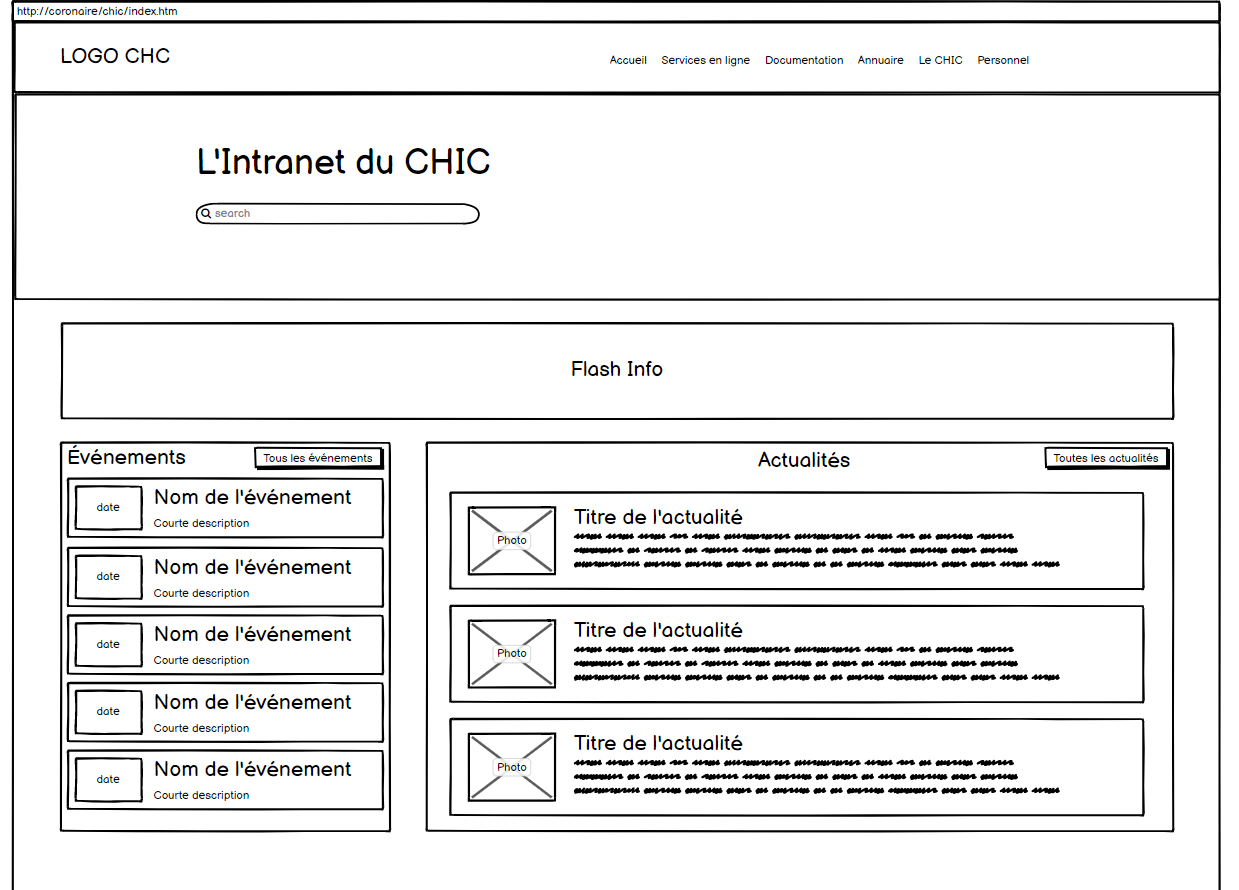 http://coronaire/chic/index.htm
LOGO CHC
Accueil Services en ligne Documentation Annuaire Le CHIC Personnel
L'Intranet du CHIC
search
Flash Info
Événements
Tous les événements
date
Nom de l'événement
Courte description
date
Nom de l'événement
Courte description
date
Nom de l'événement
Courte description
date
Nom de l'événement
Courte description
date
Nom de l'événement
Courte description
Actualités
Toutes les actualités
Photo
Titre de l'actualité
Photo
Titre de l'actualité
Photo
Titre de l'actualité